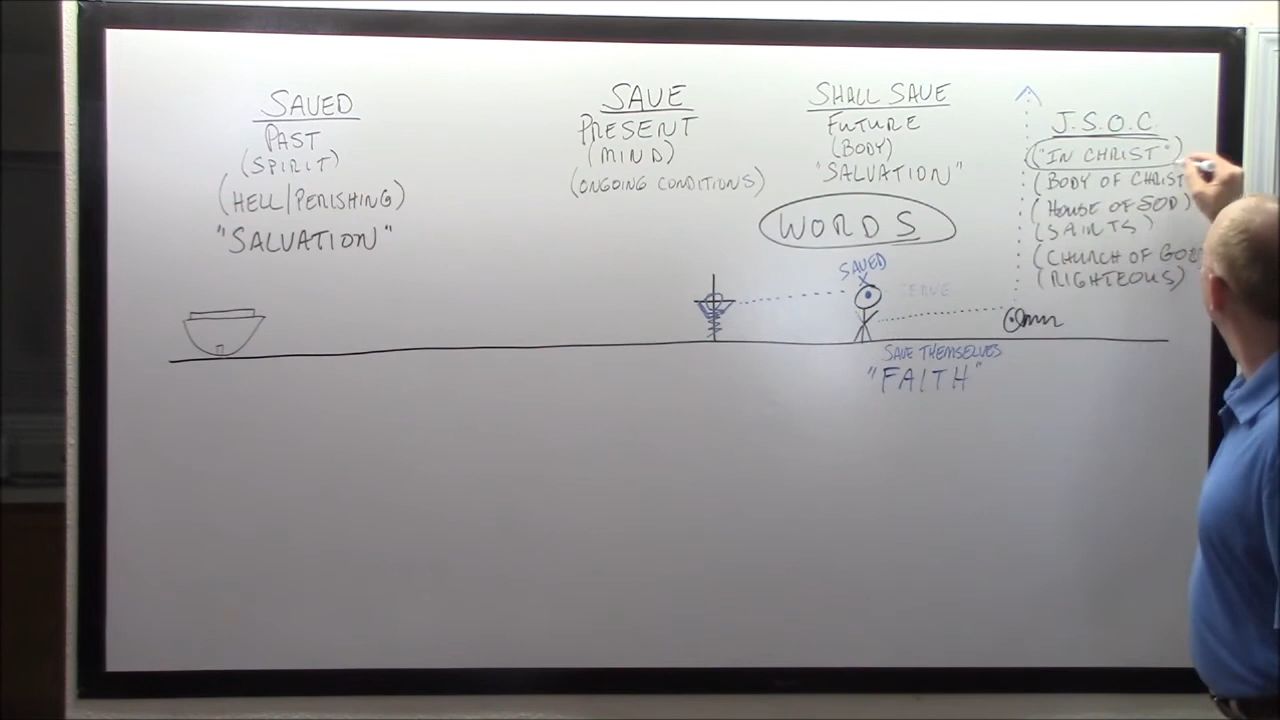 SAVED
PAST
(SPIRIT)
(HELL/PERISHING)
"SALVATION"
SAVE
PRESENT
(MIND)
(ONGOING CONDITIONS)
SHALL SAVE
FUTURE
(BODY)
"SALVATION"
WORDS
J.S.O.C.
("IN CHRIST")
(BODY OF CHRIST
(HOUSE OF GOD)
(SAINTS)
(CHURCH OF GOD
(RIGHTEOUS)
SAVED
SAVE THEMSELVES
"FAITH"